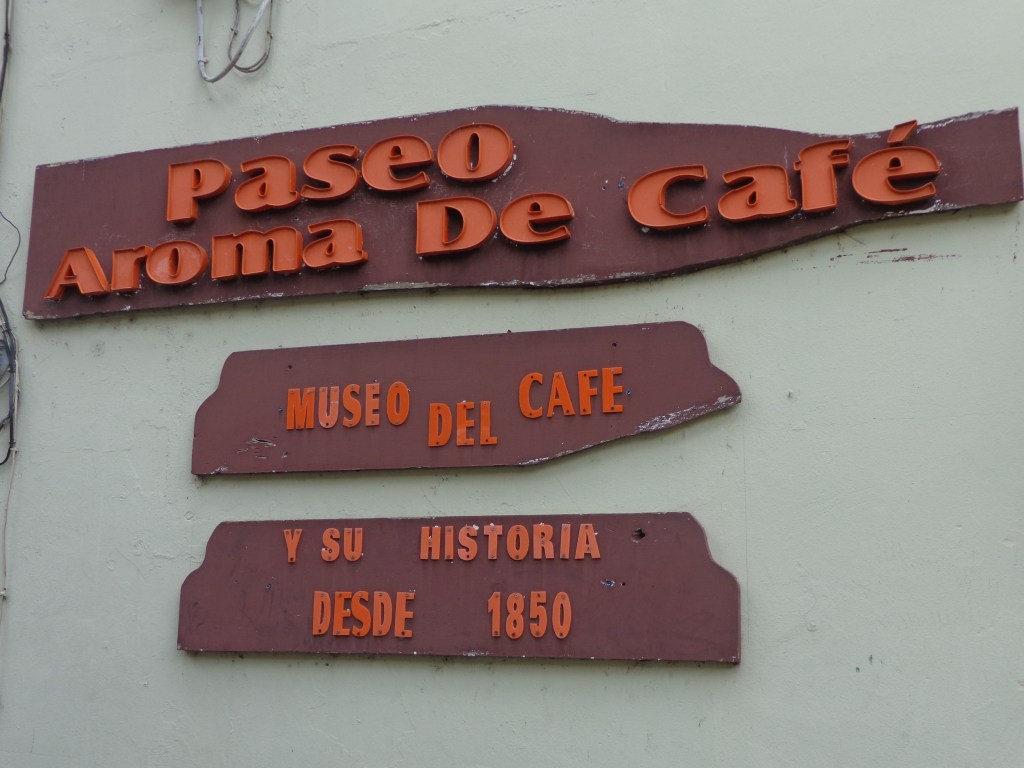 Paseo
Aroma De Café
MUSEO DEL CAFE
Y SU HISTORIA
DESDE 1850